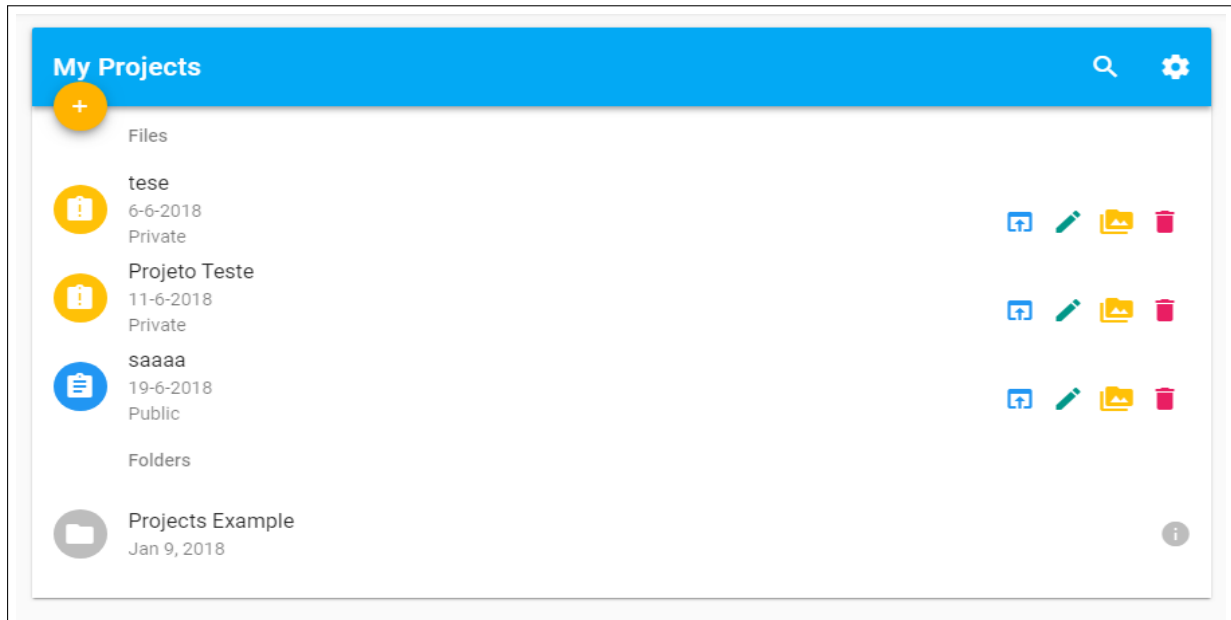 My Projects
+
Files
tese
6-6-2018
Private
Projeto Teste
11-6-2018
Private
saaaa
19-6-2018
Public
Folders
Projects Example
Jan 9, 2018